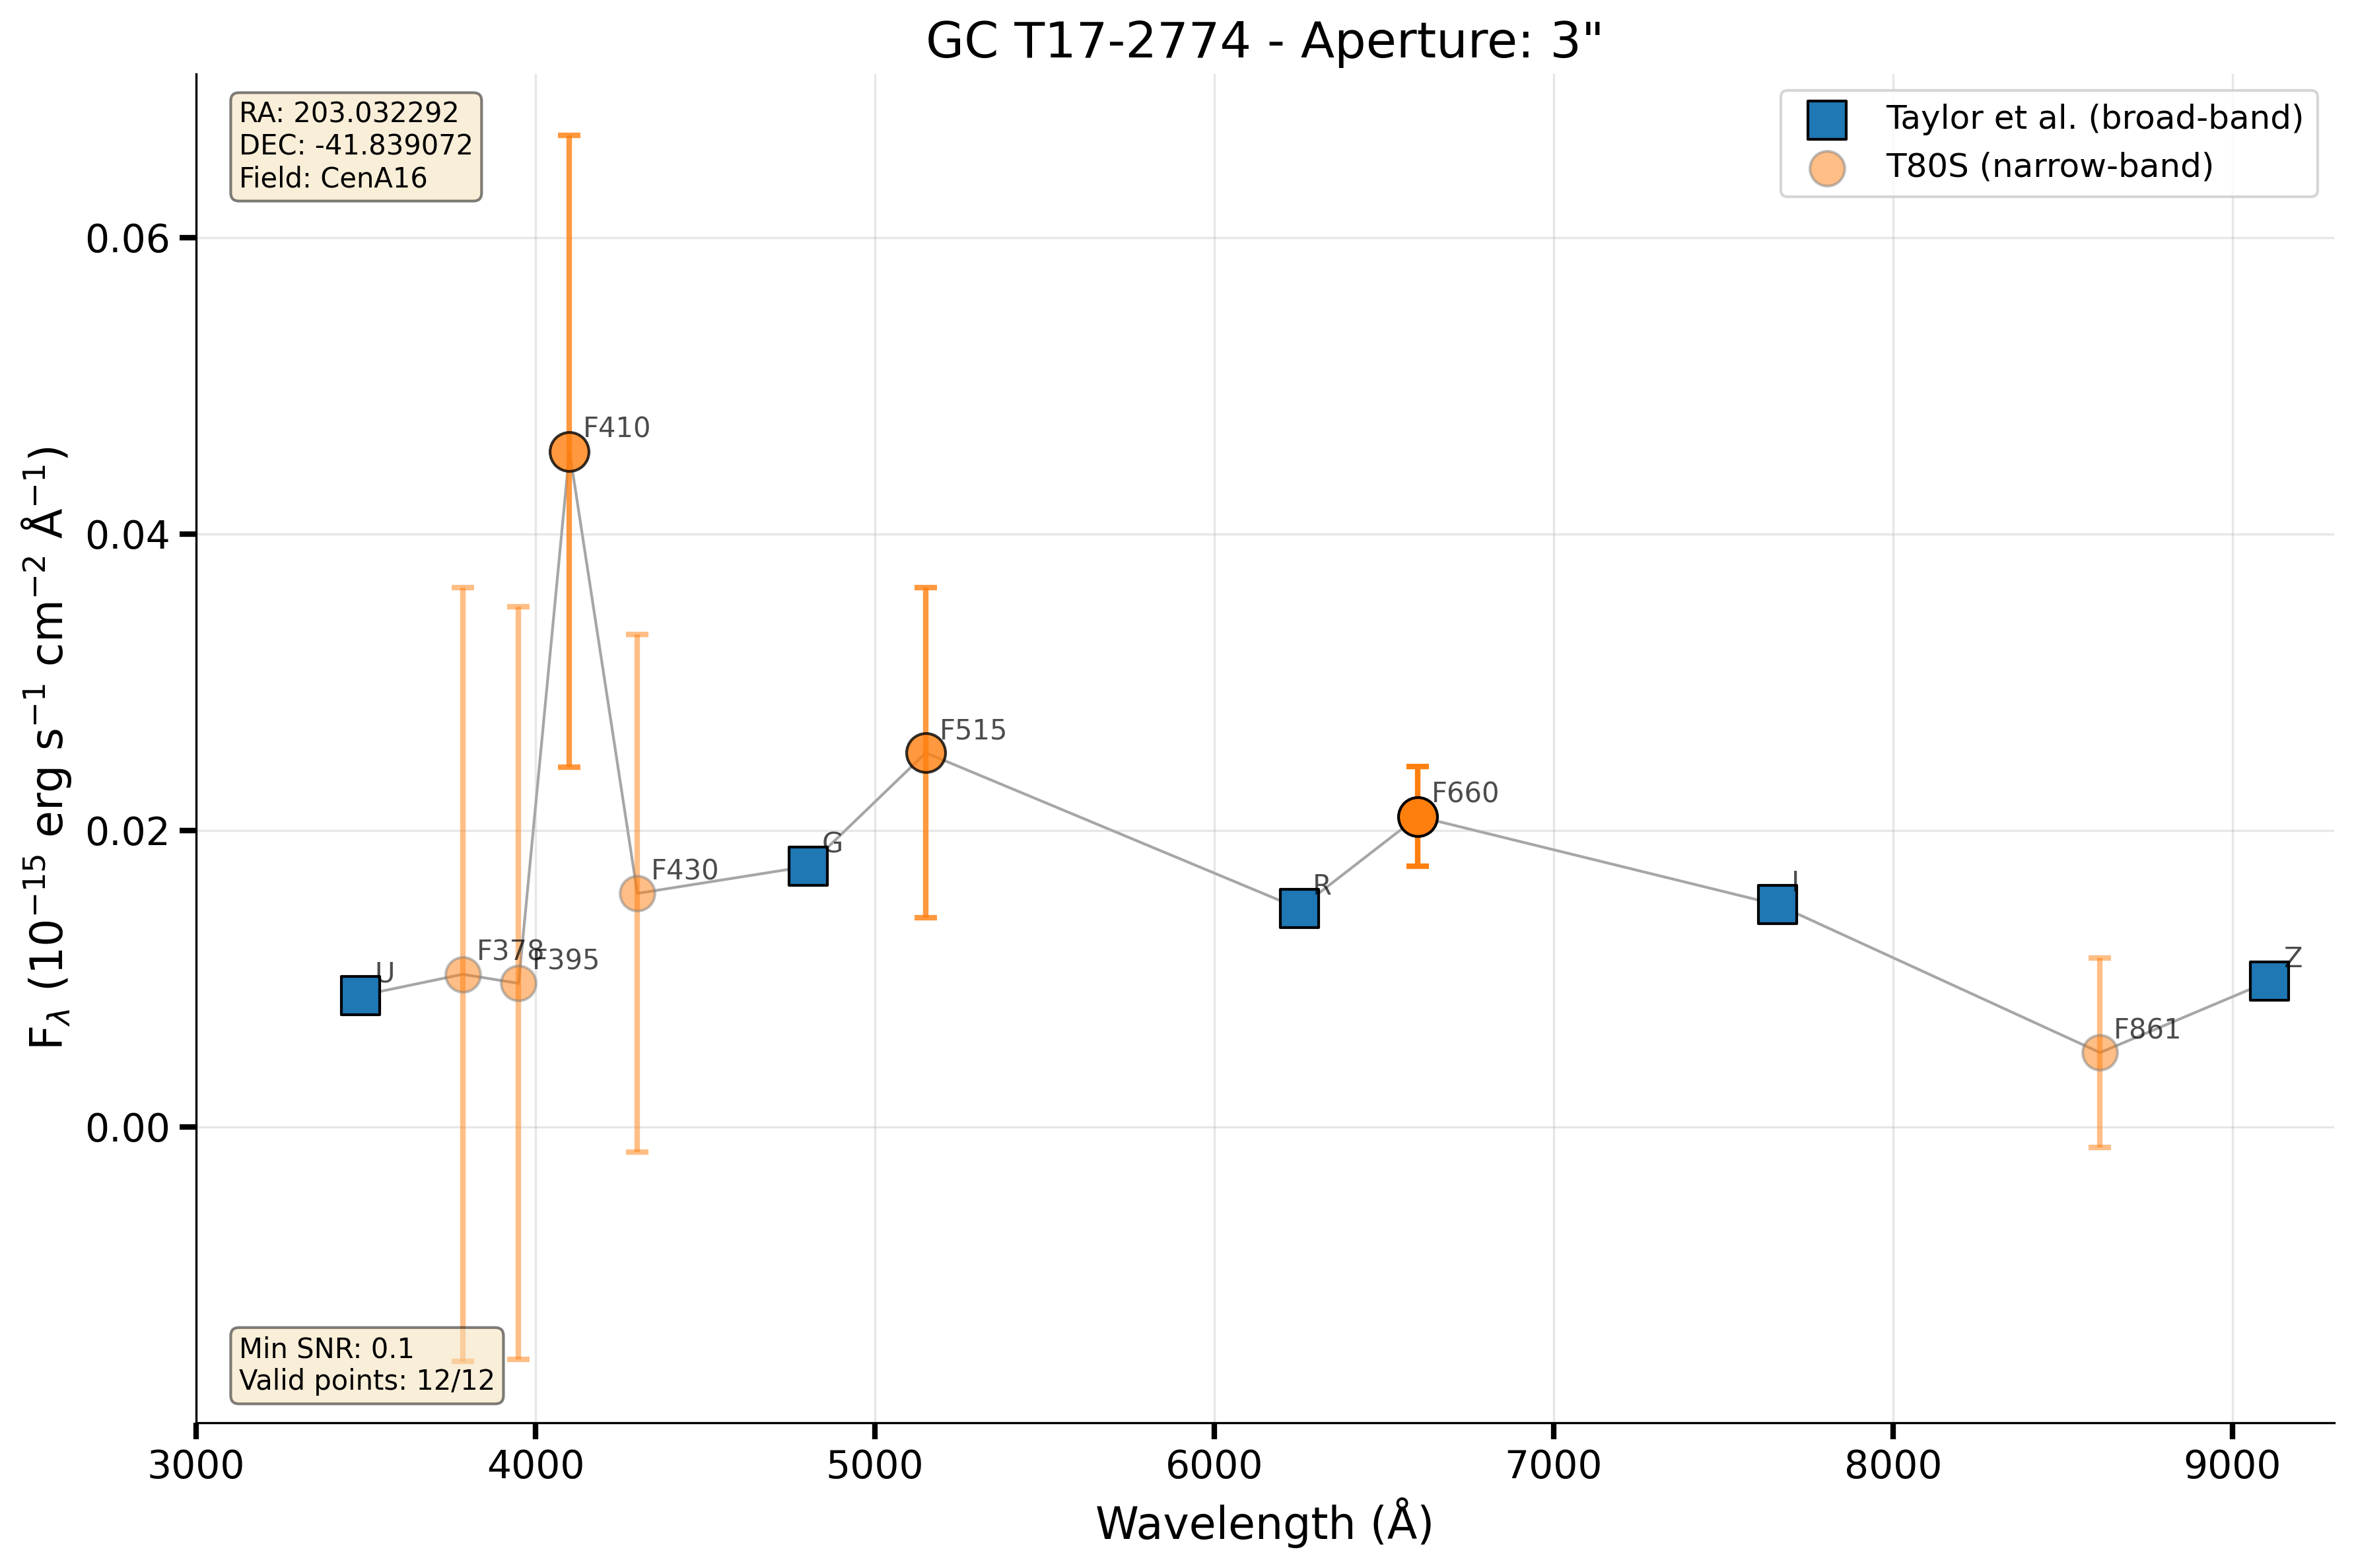 GC T17-2774 - Aperture: 3"
RA: 203.032292
DEC: -41.839072
Field: CenA16
Taylor et al. (broad-band)
T80S (narrow-band)
0.06
0.04
0.02
0.00
F410
F515
F660
G
F430
R
I
F378
F395
U
Z
F861
Min SNR: 0.1
Valid points: 12/12
3000 4000 5000 6000 7000 8000 9000
Wavelength (Å)
F_λ (10⁻¹⁵ erg s⁻¹ cm⁻² Å⁻¹)